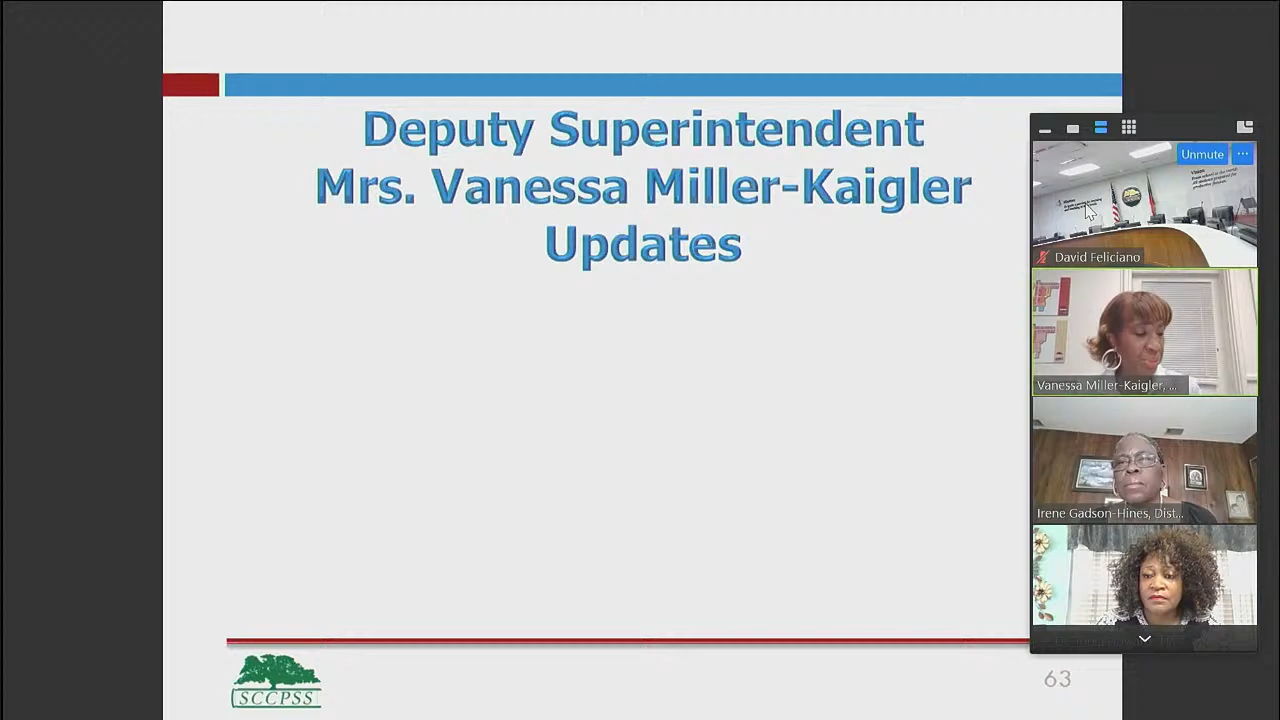 Deputy Superintendent
Mrs. Vanessa Miller-Kaigler
Updates
SCCPSS
63
Unmute
Vision
David Feliciano
Vanessa Miller-Kaigler, ...
Irene Gadson-Hines, Dist...